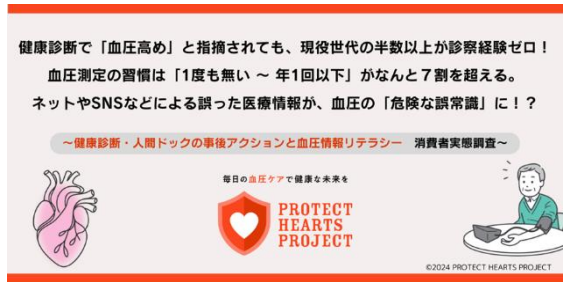 健康診断で「血圧高め」と指摘されても、現役世代の半数以上が診察経験ゼロ！
血圧測定の習慣は「1度も無い ～ 年1回以下」がなんと７割を超える。
ネットやSNSなどによる誤った医療情報が、血圧の「危険な誤常識」に！？
～健康診断・人間ドックの事後アクションと血圧情報リテラシー　消費者実態調査～
毎日の血圧ケアで健康な未来を
PROTECT
HEARTS
PROJECT
©2024 PROTECT HEARTS PROJECT